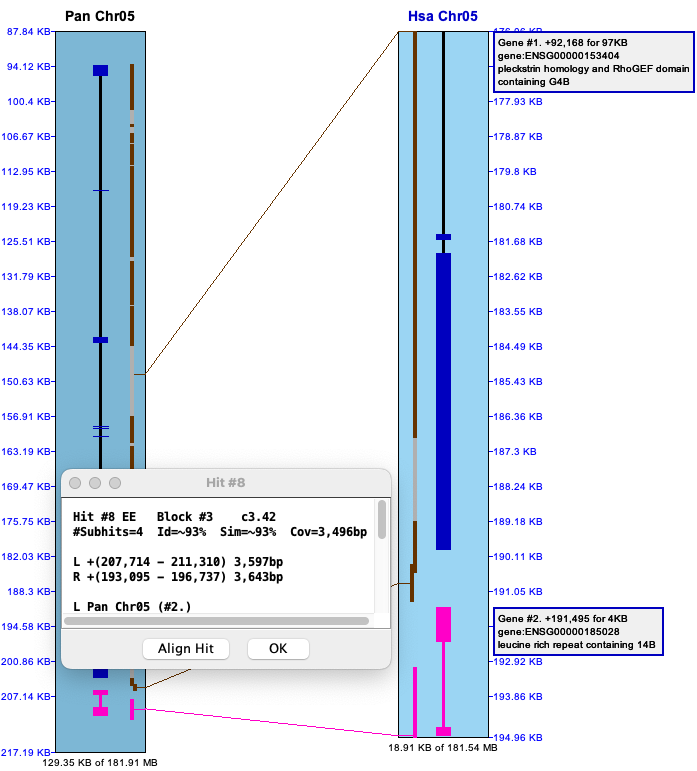 Pan Chr05
Hsa Chr05
87.84 KB
94.12 KB
100.4 KB
106.67 KB
112.95 KB
119.23 KB
125.51 KB
131.79 KB
138.07 KB
144.35 KB
150.63 KB
156.91 KB
163.19 KB
169.47 KB
175.75 KB
182.03 KB
188.3 KB
194.58 KB
200.86 KB
207.14 KB
217.19 KB
129.35 KB of 181.91 MB
Hit #8
Hit #8 EE Block #3 c3.42
#Subhits=4 Id=~93% Sim=~93% Cov=3,496bp
L +(207,714 – 211,310) 3,597bp
R +(193,095 – 196,737) 3,643bp
L Pan Chr05 (#2.)
Align Hit
OK
177.93 KB
178.87 KB
179.8 KB
180.74 KB
181.68 KB
182.62 KB
183.55 KB
184.49 KB
185.43 KB
186.36 KB
187.3 KB
188.24 KB
189.18 KB
190.11 KB
191.05 KB
192.92 KB
193.86 KB
194.96 KB
18.91 KB of 181.54 MB
Gene #1. +92,168 for 97KB
gene:ENSG00000153404
pleckstrin homology and RhoGEF domain
containing G4B
Gene #2. +191,495 for 4KB
gene:ENSG00000185028
leucine rich repeat containing 14B